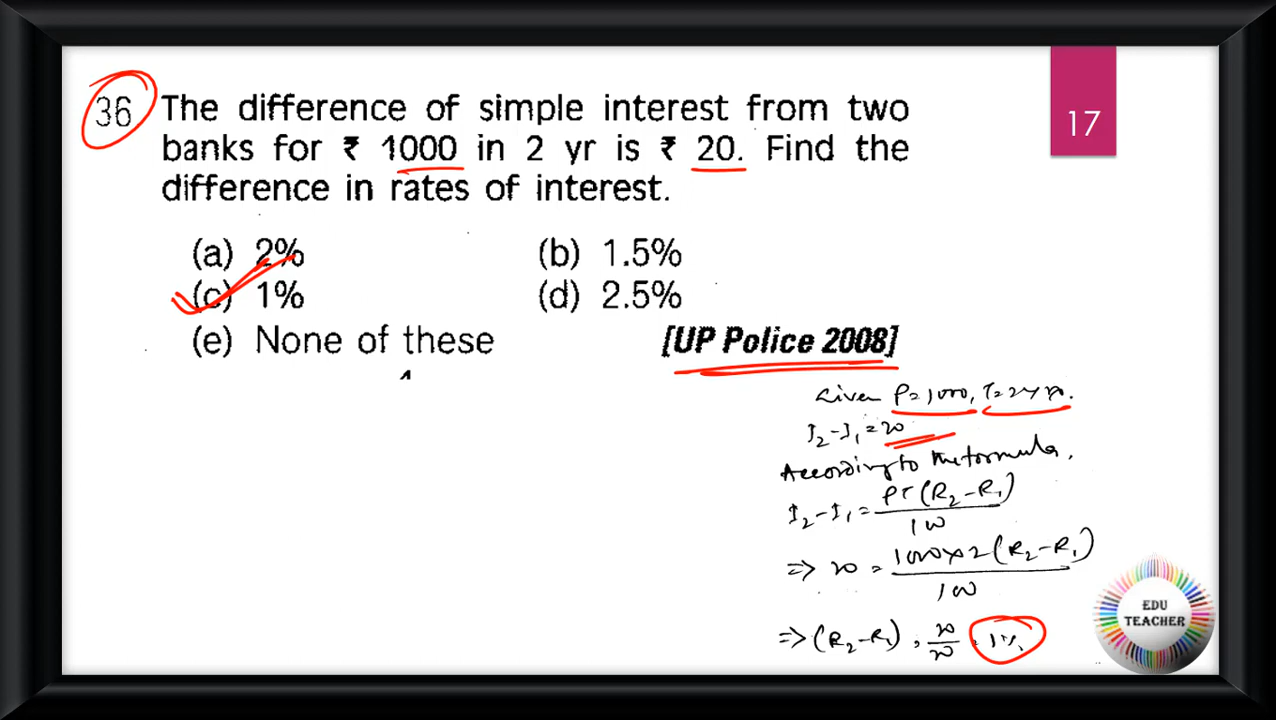 36 The difference of simple interest from two
banks for ₹ 1000 in 2 yr is ₹ 20. Find the
difference in rates of interest.
(a) 2% (b) 1.5%
(c) 1% (d) 2.5%
(e) None of these [UP Police 2008]
17
Given P=1000, T=2yrs.
I₂-I₁=20
According to the formula,
I₂-I₁=PT(R₂-R₁)/100
=> 20 = 1000×2(R₂-R₁)/100
=> (R₂-R₁) = 20/20 = 1%
EDU
TEACHER